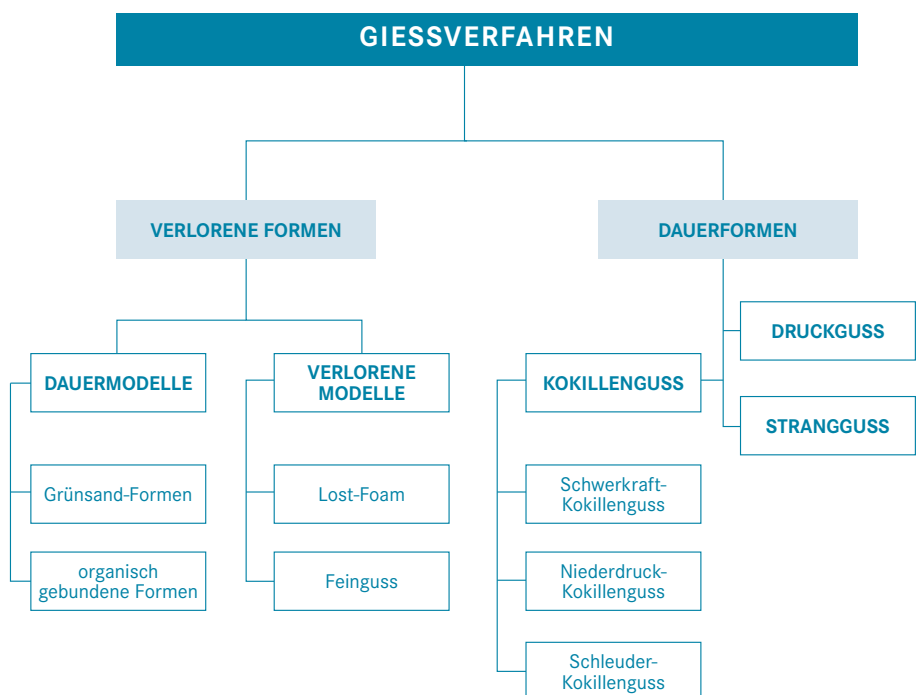 GIESSVERFAHREN
VERLORENE FORMEN
DAUERFORMEN
DRUCKGUSS
DAUERMODELLE
VERLORENE
MODELLE
KOKILLENGUSS
STRANGGUSS
Grünsand-Formen
Lost-Foam
Schwerkraft-
Kokillenguss
organisch
gebundene Formen
Feinguss
Niederdruck-
Kokillenguss
Schleuder-
Kokillenguss